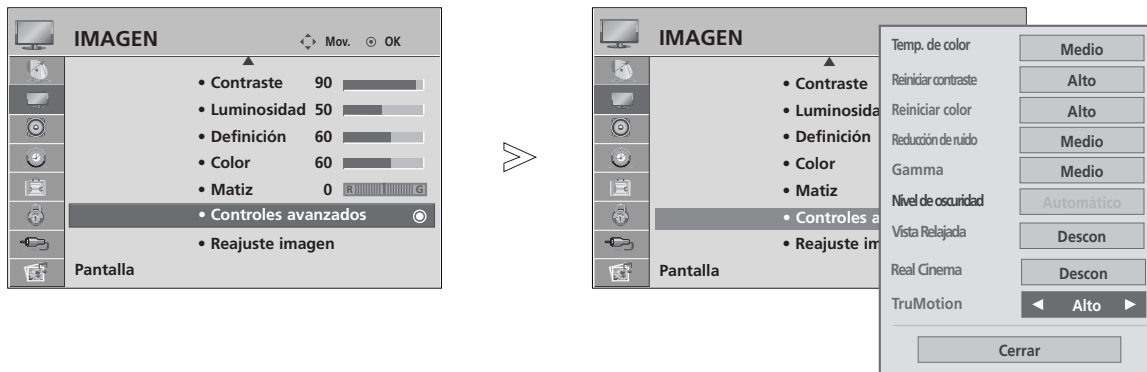 IMAGEN Mov. OK
• Contraste 90
• Luminosidad 50
• Definición 60
• Color 60
• Matiz 0 R G
• Controles avanzados
• Reajuste imagen
Pantalla
IMAGEN
• Contraste
• Luminosida
• Definición
• Color
• Matiz
• Controles a
• Reajuste im
Pantalla
Temp. de color Medio
Reiniciar contraste Alto
Reiniciar color Alto
Reducción de ruido Medio
Gamma Medio
Nivel de oscuridad Automático
Vista Relajada Descon
Real Cinema Descon
TruMotion Alto
Cerrar